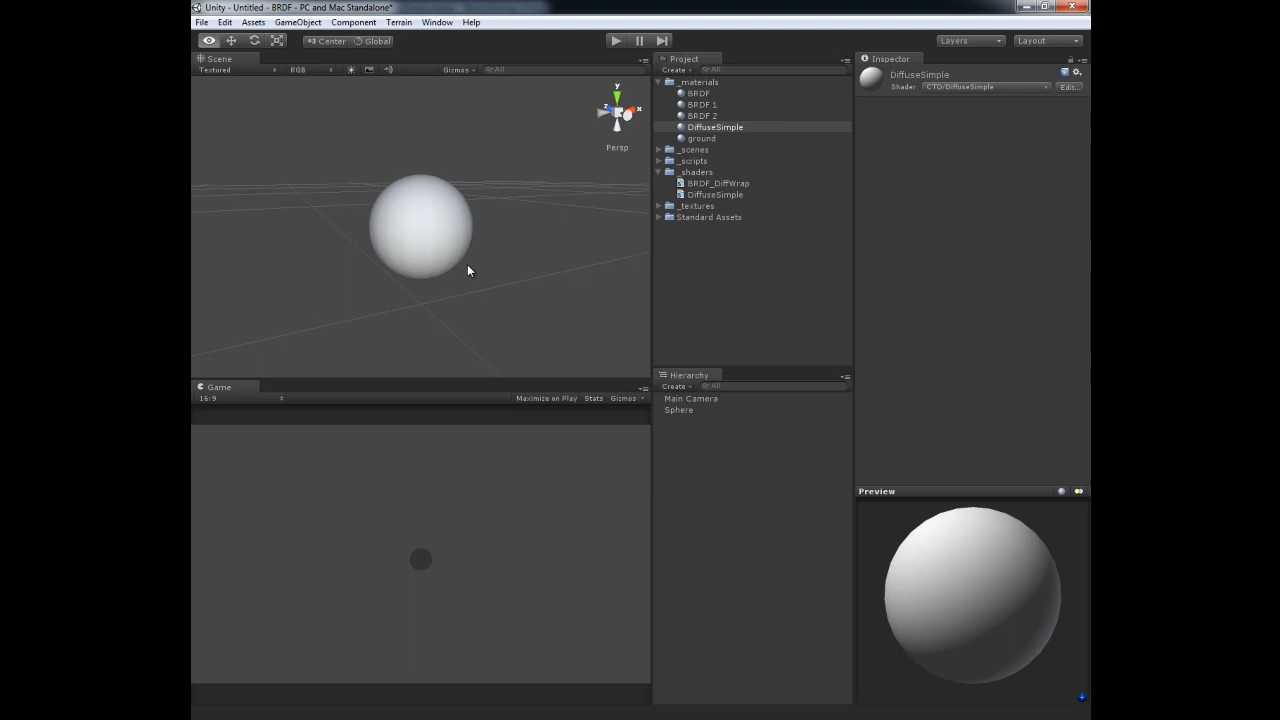 Unity - Untitled - BRDF - PC and Mac Standalone*
File Edit Assets GameObject Component Terrain Window Help
Center Global Layers Layout
Scene
Textured RGB Gizmos All
y
z x
Persp
Game
16:9 Maximize on Play Stats Gizmos
Project
Create All
_materials
BRDF
BRDF 1
BRDF 2
DiffuseSimple
ground
_scenes
_scripts
_shaders
BRDF_DiffWrap
DiffuseSimple
_textures
Standard Assets
Hierarchy
Create All
Main Camera
Sphere
Inspector
DiffuseSimple
Shader CTO/DiffuseSimple Edit...
Preview